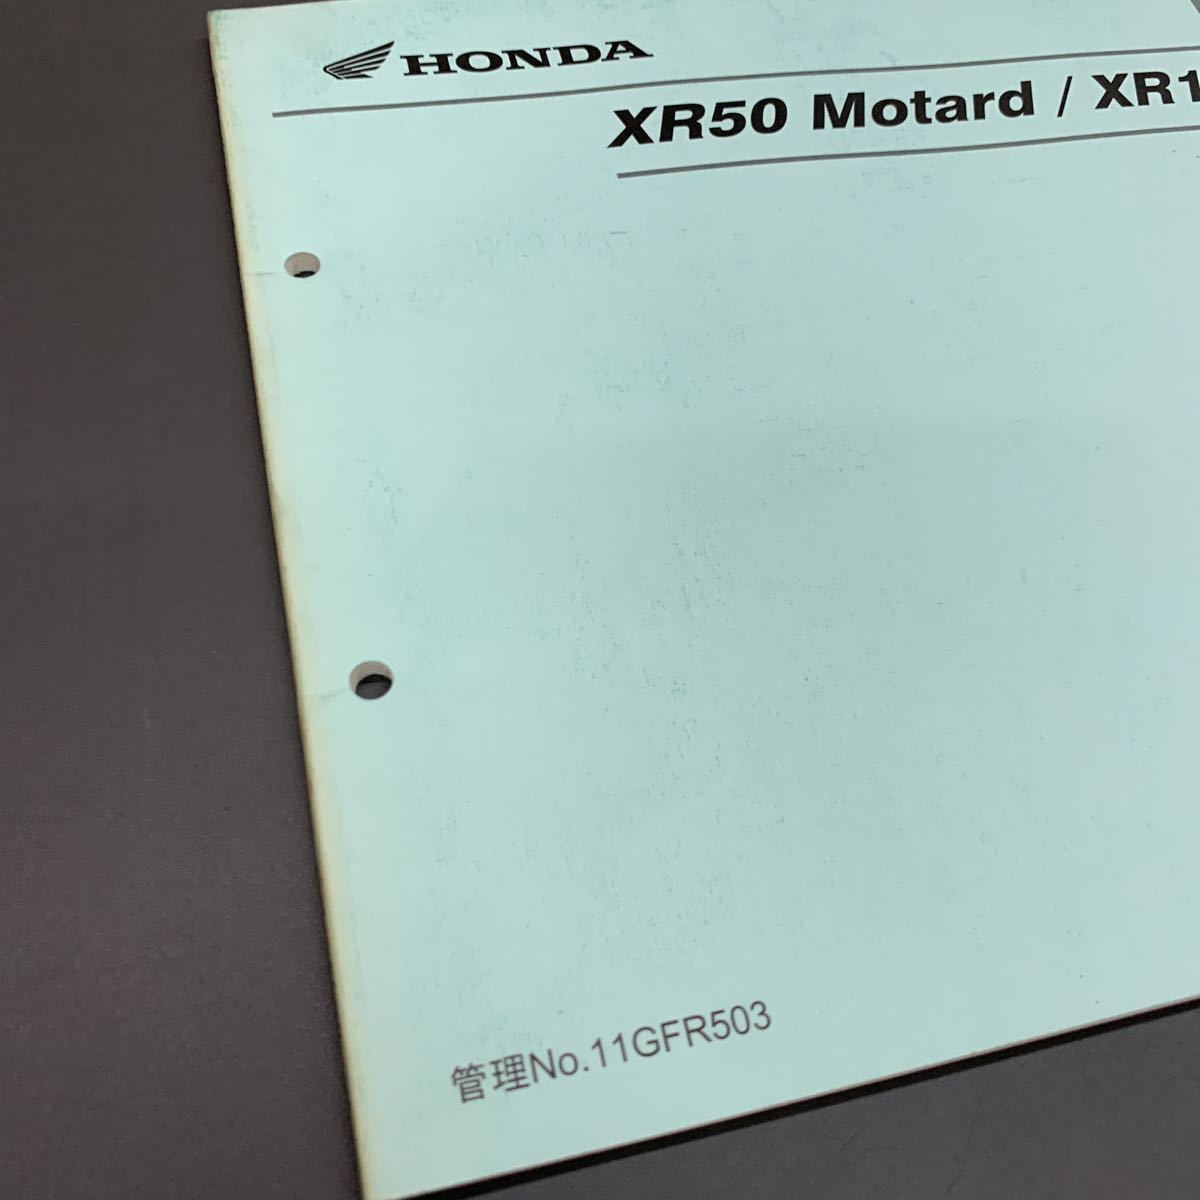 HONDA
XR50 Motard / XR1
管理No.11GFR503